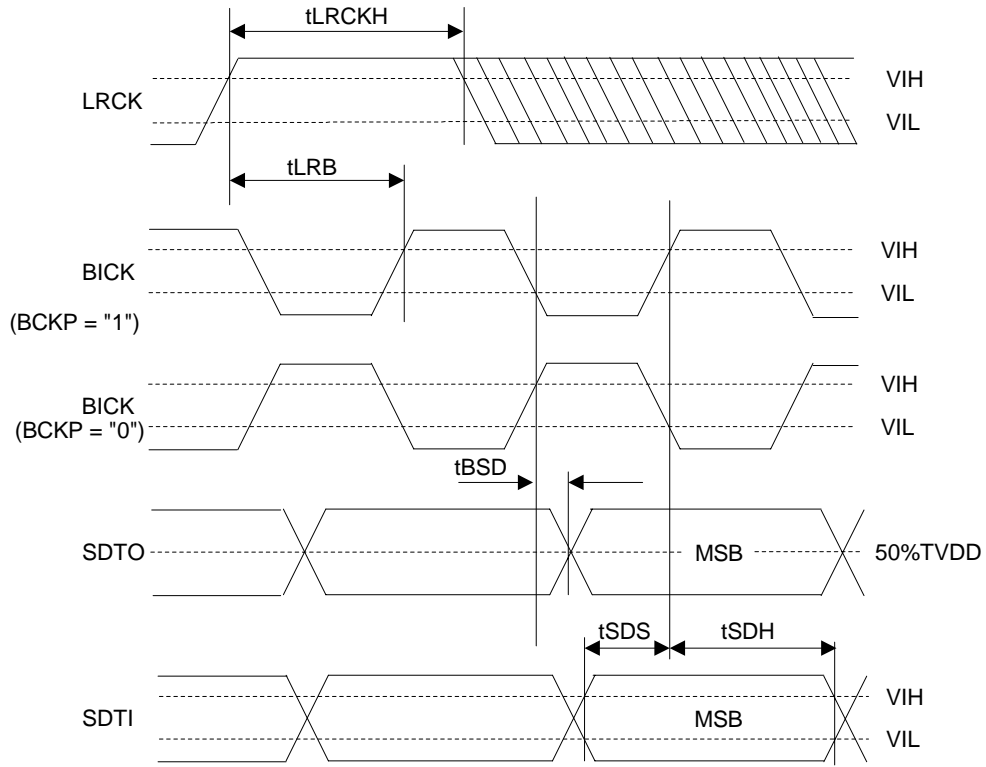 tLRCKH
LRCK
VIH
VIL
tLRB
BICK
VIH
VIL
(BCKP = "1")
BICK
(BCKP = "0")
VIH
VIL
tBSD
SDTO
MSB
50%TVDD
tSDS
tSDH
SDTI
MSB
VIH
VIL